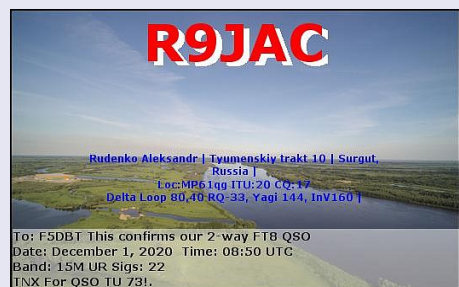 R9JAC
Rudenko Aleksandr | Tyumenskiy trakt 10 | Surgut,
Russia |
Loc:MP61qg ITU:20 CQ:17
Delta Loop 80,40 RQ-33, Yagi 144, InV160 |
To: F5DBT This confirms our 2-way FT8 QSO
Date: December 1, 2020 Time: 08:50 UTC
Band: 15M UR Sigs: 22
TNX For QSO TU 73!.